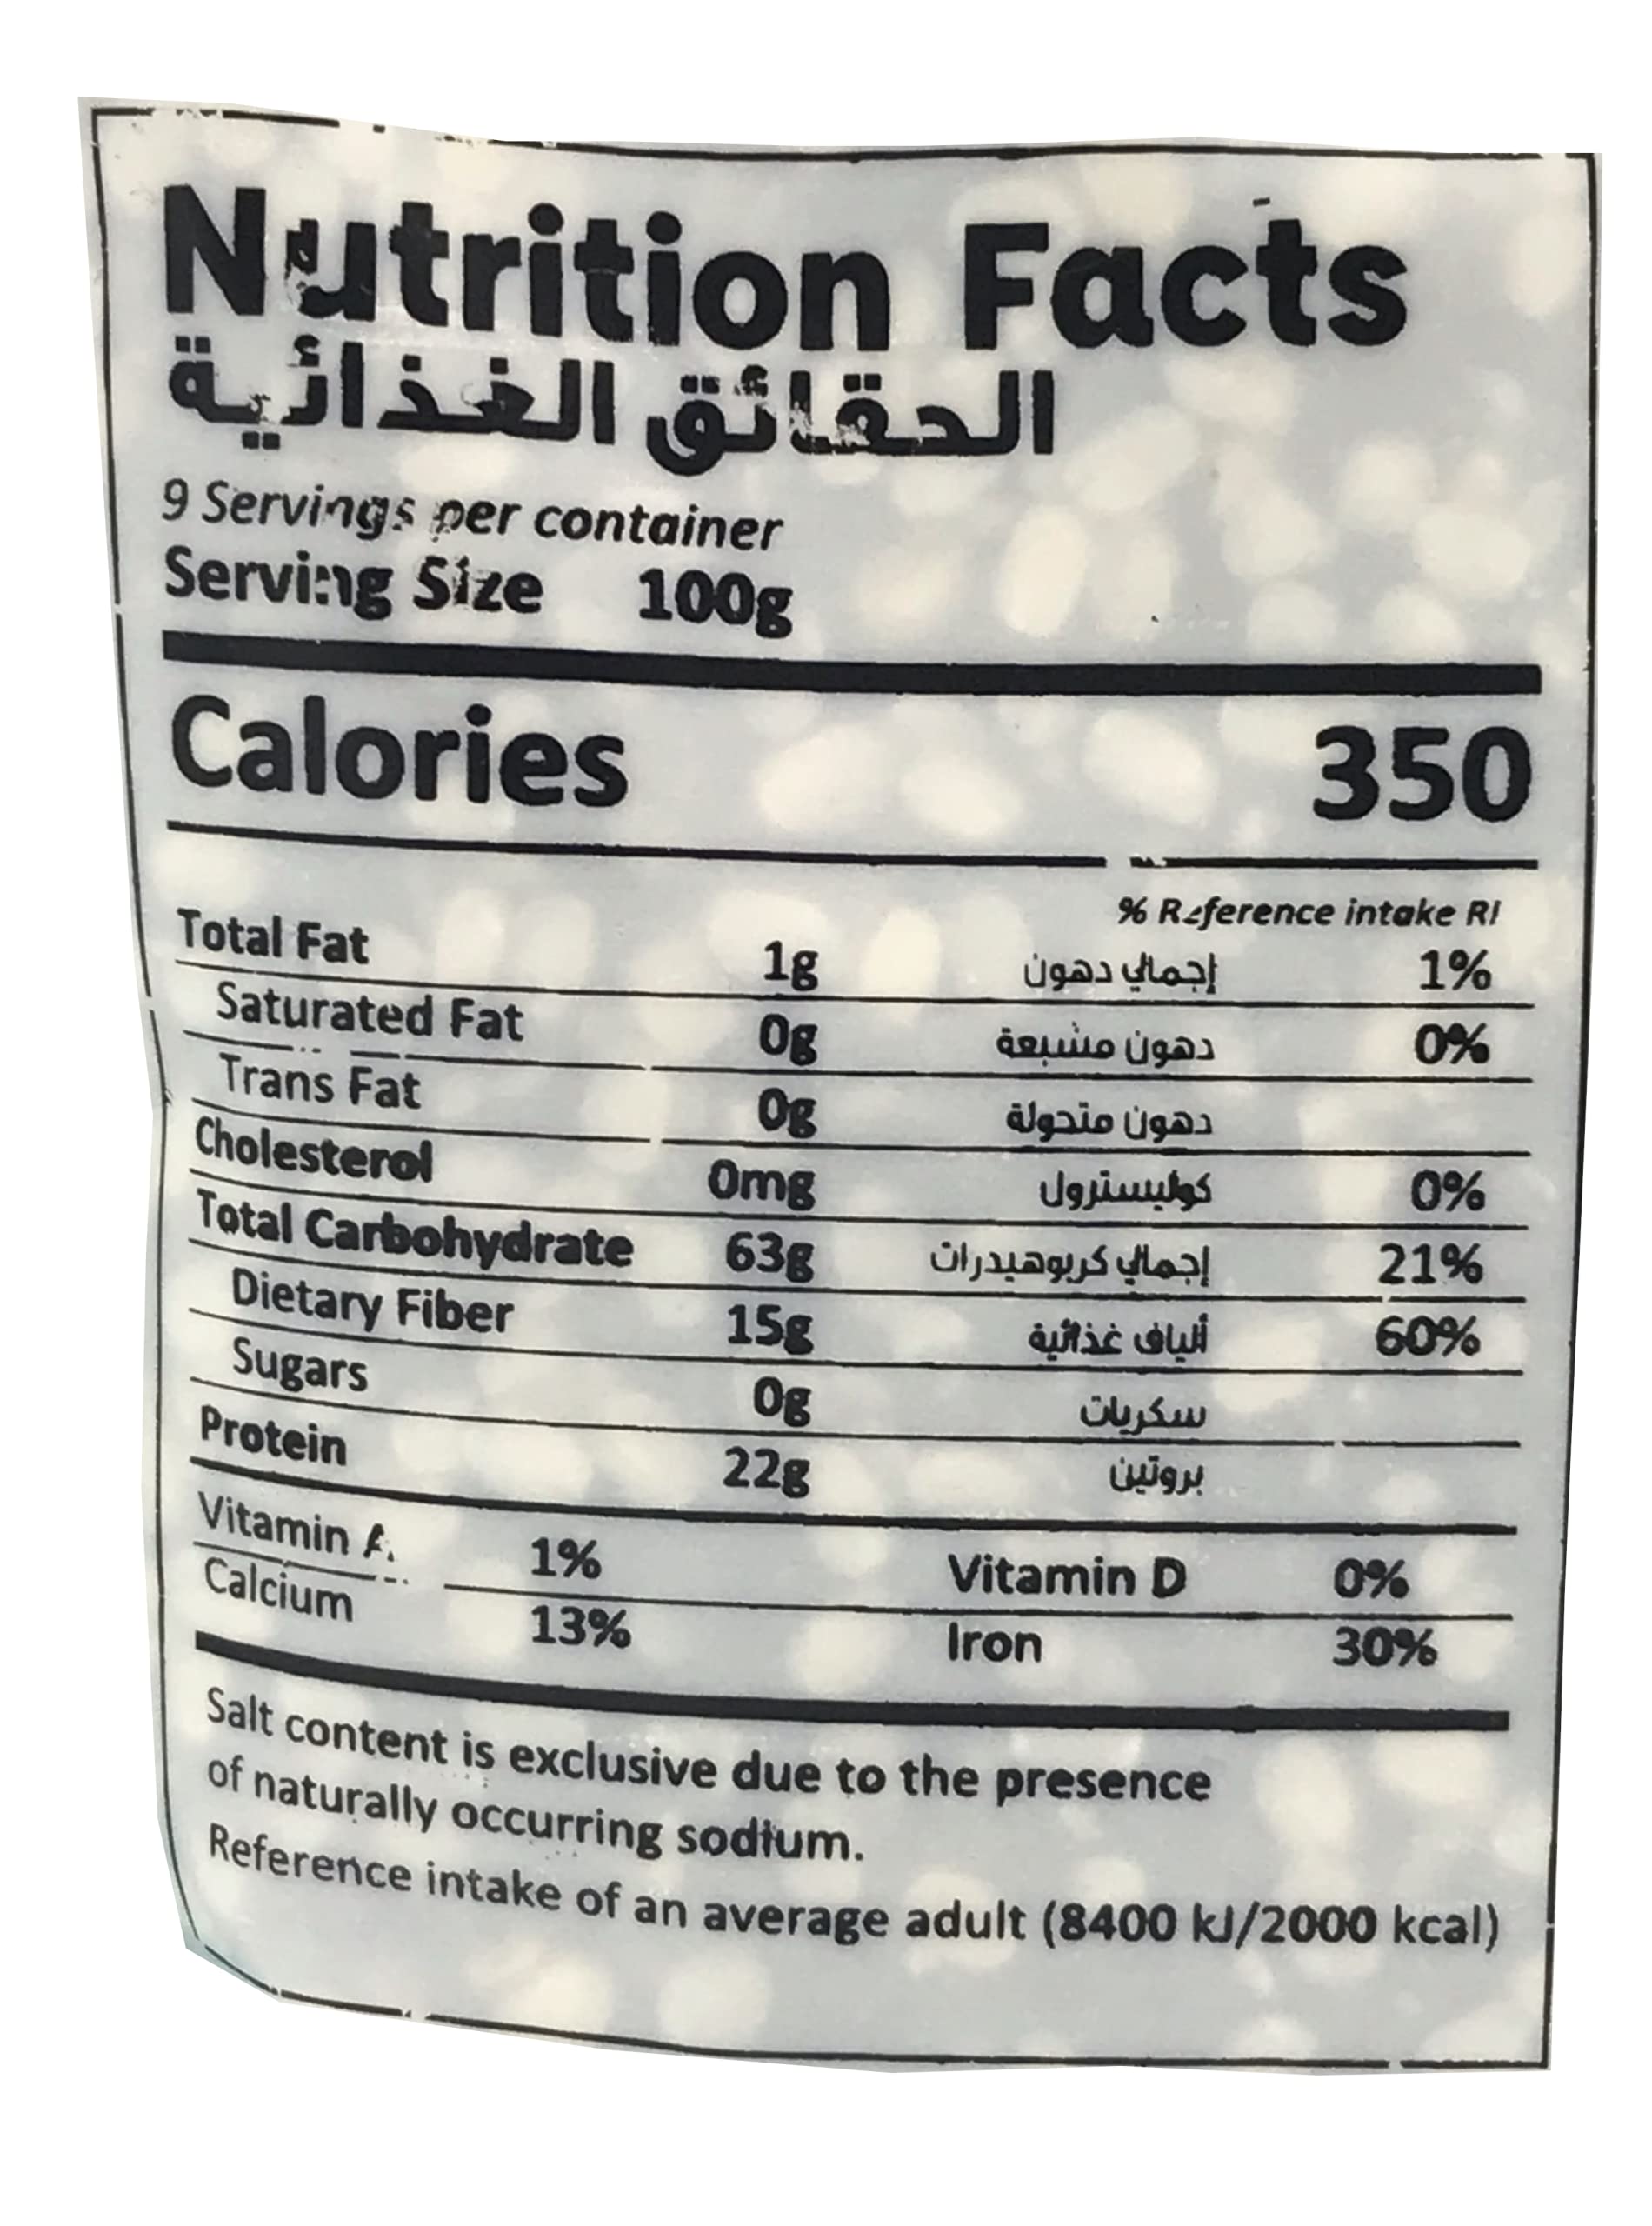 Nutrition Facts
الحقائق الغذائية
9 Servings per container
Serving Size 100g
Calories 350
% Reference intake RI
Total Fat 1g إجمالي دهون 1%
Saturated Fat 0g دهون مشبعة 0%
Trans Fat 0g دهون متحولة
Cholesterol 0mg كوليسترول 0%
Total Carbohydrate 63g إجمالي كربوهيدرات 21%
Dietary Fiber 15g ألياف غذائية 60%
Sugars 0g سكريات
Protein 22g بروتين
Vitamin A 1% Vitamin D 0%
Calcium 13% Iron 30%
Salt content is exclusive due to the presence
of naturally occurring sodium.
Reference intake of an average adult (8400 kJ/2000 kcal)